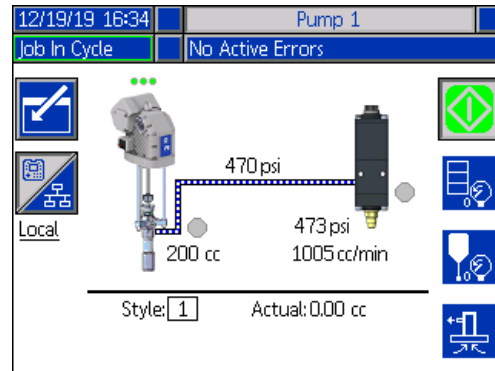 12/19/19 16:34
Pump 1
Job In Cycle
No Active Errors
470 psi
473 psi
200 cc
1005 cc/min
Local
Style: 1
Actual: 0.00 cc